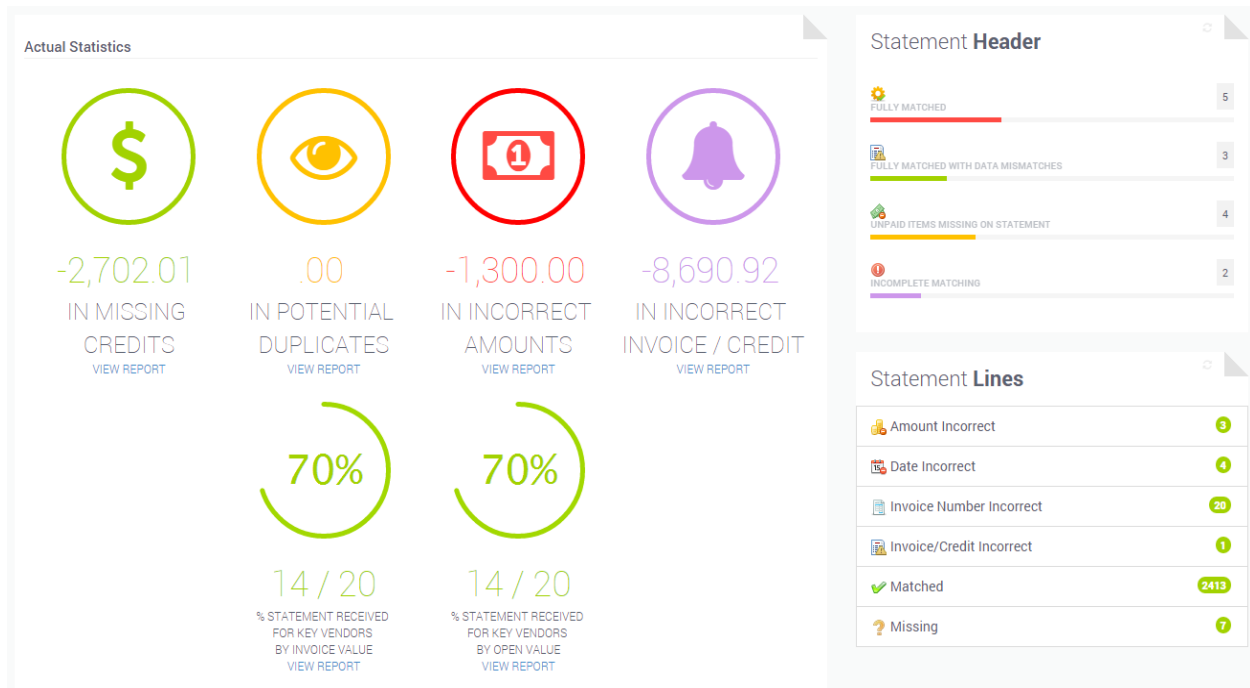 Actual Statistics
-2,702.01
IN MISSING
CREDITS
VIEW REPORT
.00
IN POTENTIAL
DUPLICATES
VIEW REPORT
1
-1,300.00
IN INCORRECT
AMOUNTS
VIEW REPORT
-8,690.92
IN INCORRECT
INVOICE / CREDIT
VIEW REPORT
70%
14 / 20
% STATEMENT RECEIVED
FOR KEY VENDORS
BY INVOICE VALUE
VIEW REPORT
70%
14 / 20
% STATEMENT RECEIVED
FOR KEY VENDORS
BY OPEN VALUE
VIEW REPORT
Statement Header
FULLY MATCHED 5
FULLY MATCHED WITH DATA MISMATCHES 3
UNPAID ITEMS MISSING ON STATEMENT 4
INCOMPLETE MATCHING 2
Statement Lines
Amount Incorrect 3
Date Incorrect 4
Invoice Number Incorrect 20
Invoice/Credit Incorrect 1
Matched 2413
Missing 7